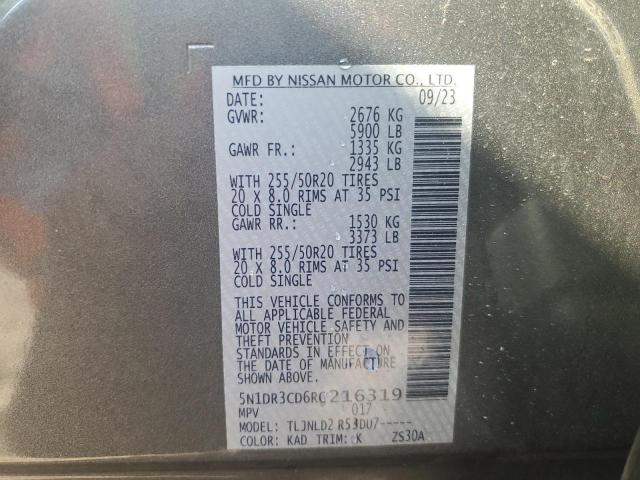 MFD BY NISSAN MOTOR CO., LTD.
DATE: 09/23
GVWR: 2676 KG
5900 LB
GAWR FR.: 1335 KG
2943 LB
WITH 255/50R20 TIRES
20 X 8.0 RIMS AT 35 PSI
COLD SINGLE
GAWR RR.: 1530 KG
3373 LB
WITH 255/50R20 TIRES
20 X 8.0 RIMS AT 35 PSI
COLD SINGLE
THIS VEHICLE CONFORMS TO
ALL APPLICABLE FEDERAL
MOTOR VEHICLE SAFETY AND
THEFT PREVENTION
STANDARDS IN EFFECT ON
THE DATE OF MANUFACTURE
SHOWN ABOVE.
5N1DR3CD6RC216319
MPV 017
MODEL: TLJNLD2 R53DU7-----
COLOR: KAD TRIM: K ZS30A